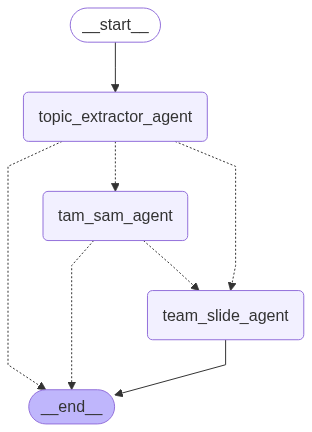 __start__
topic_extractor_agent
tam_sam_agent
team_slide_agent
__end__